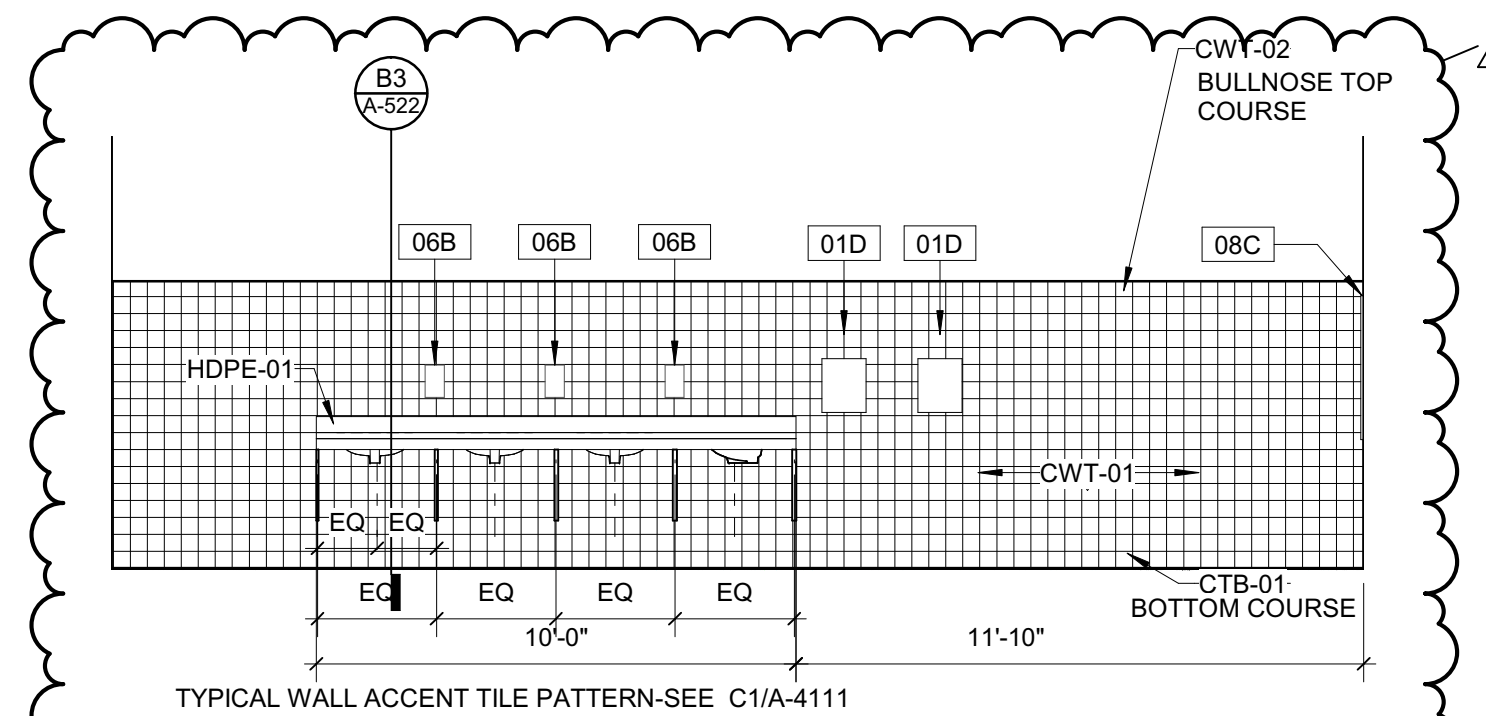 CWT-02
BULLNOSE TOP
COURSE
B3
A-522
06B
06B
06B
01D
01D
08C
HDPE-01
CWT-01
EQ
EQ
CTB-01
BOTTOM COURSE
EQ
EQ
EQ
EQ
10'-0"
11'-10"
TYPICAL WALL ACCENT TILE PATTERN-SEE C1/A-4111